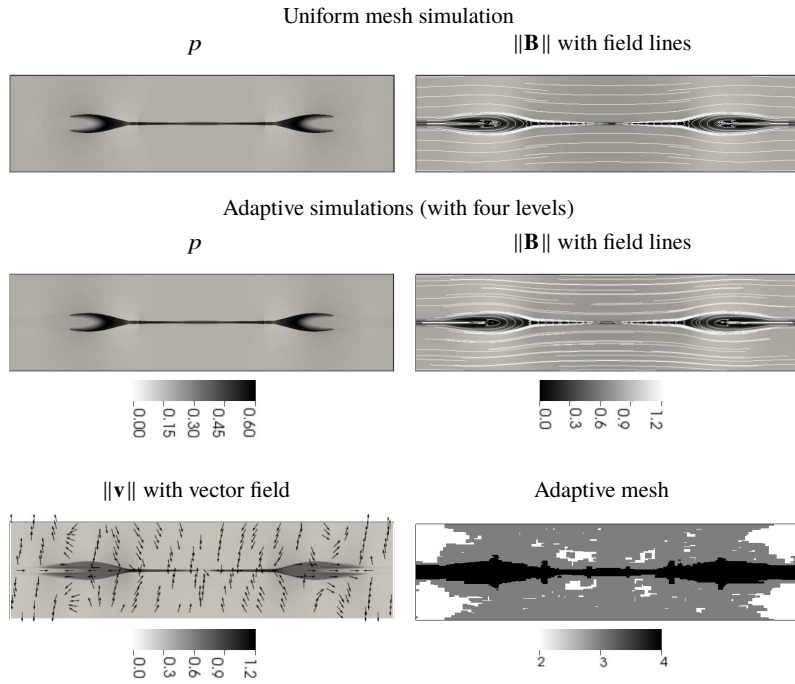 Uniform mesh simulation
p ‖B‖ with field lines
Adaptive simulations (with four levels)
p ‖B‖ with field lines
0.00 0.15 0.30 0.45 0.60 0.0 0.3 0.6 0.9 1.2
‖v‖ with vector field Adaptive mesh
0.0 0.3 0.6 0.9 1.2 2 3 4